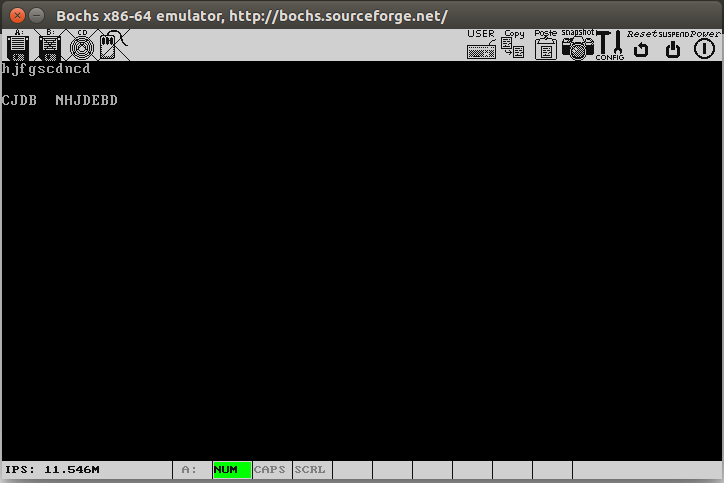 Bochs x86-64 emulator, http://bochs.sourceforge.net/
A: B: CD USER Copy Paste snapshot CONFIG Reset SUSPEND Power
hjfgscdncd
CJDB  NHJDEBD
IPS: 11.546M A: NUM CAPS SCRL